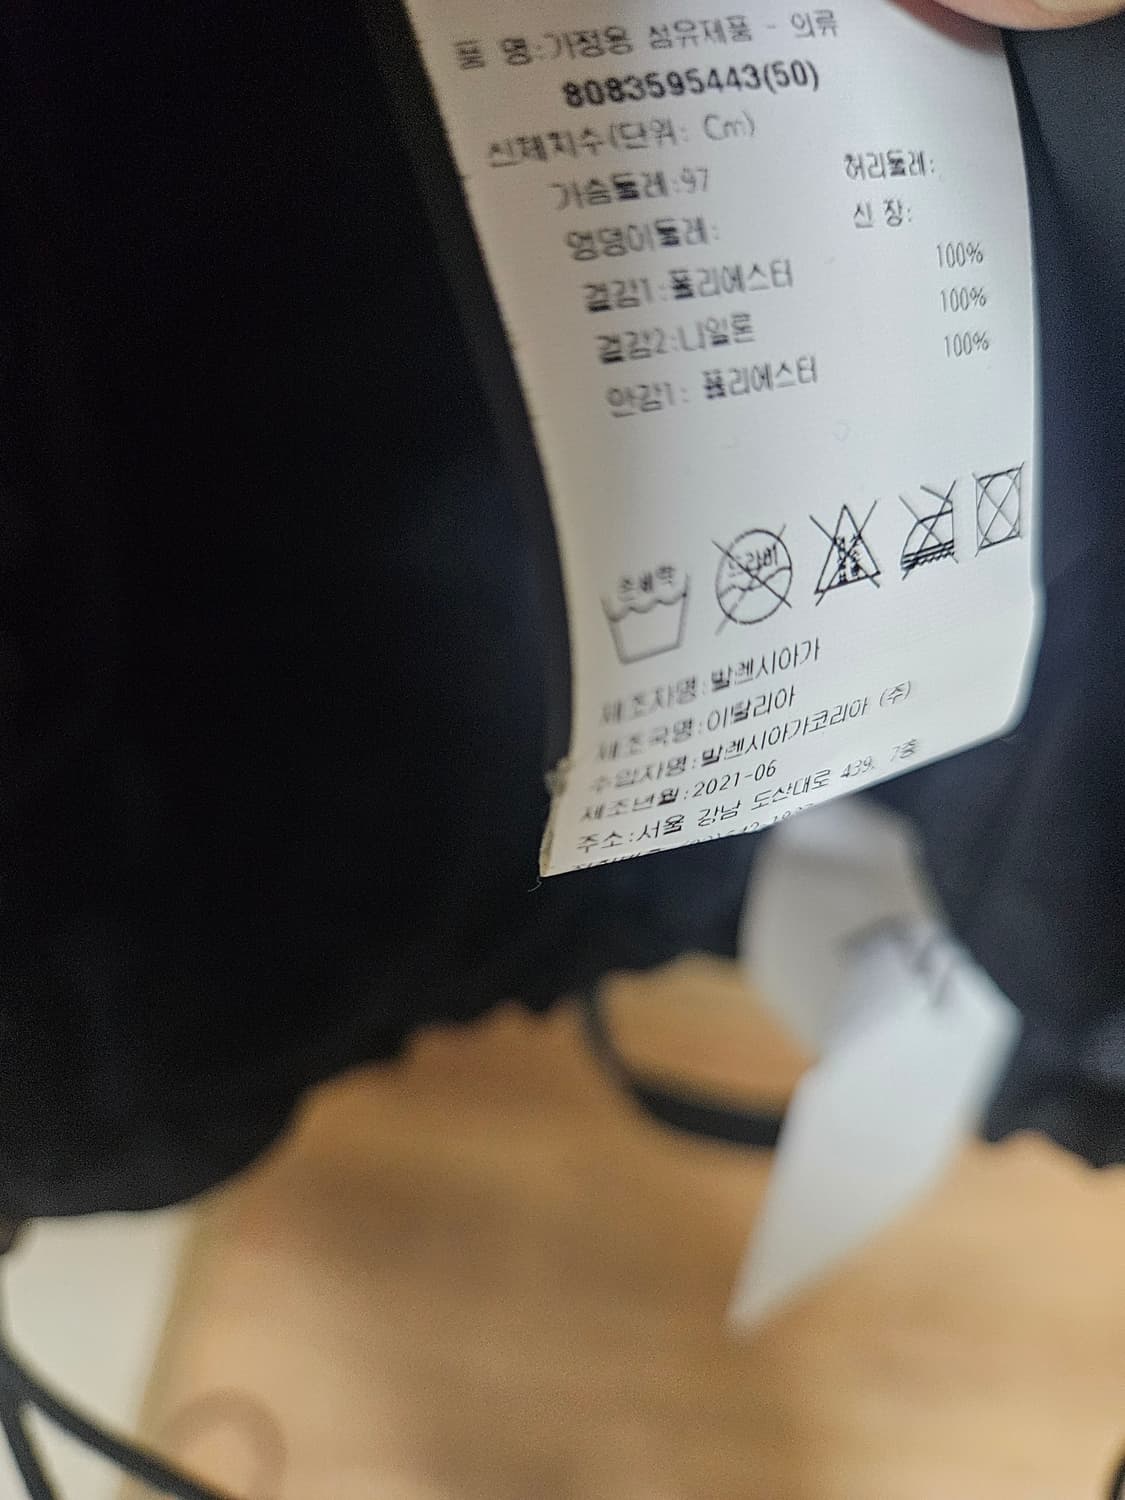 품 명:가정용 섬유제품 - 의류
8083595443(50)
신체치수(단위: Cm)
가슴둘레:97 허리둘레:
엉덩이둘레: 신 장:
겉감1:폴리에스터 100%
겉감2:나일론 100%
안감1: 폴리에스터 100%
손세탁 드라이
제조자명:발렌시아가
제조국명:이탈리아
수입자명:발렌시아가코리아 (주)
제조년월:2021-06
주소:서울 강남 도산대로 439, 7층